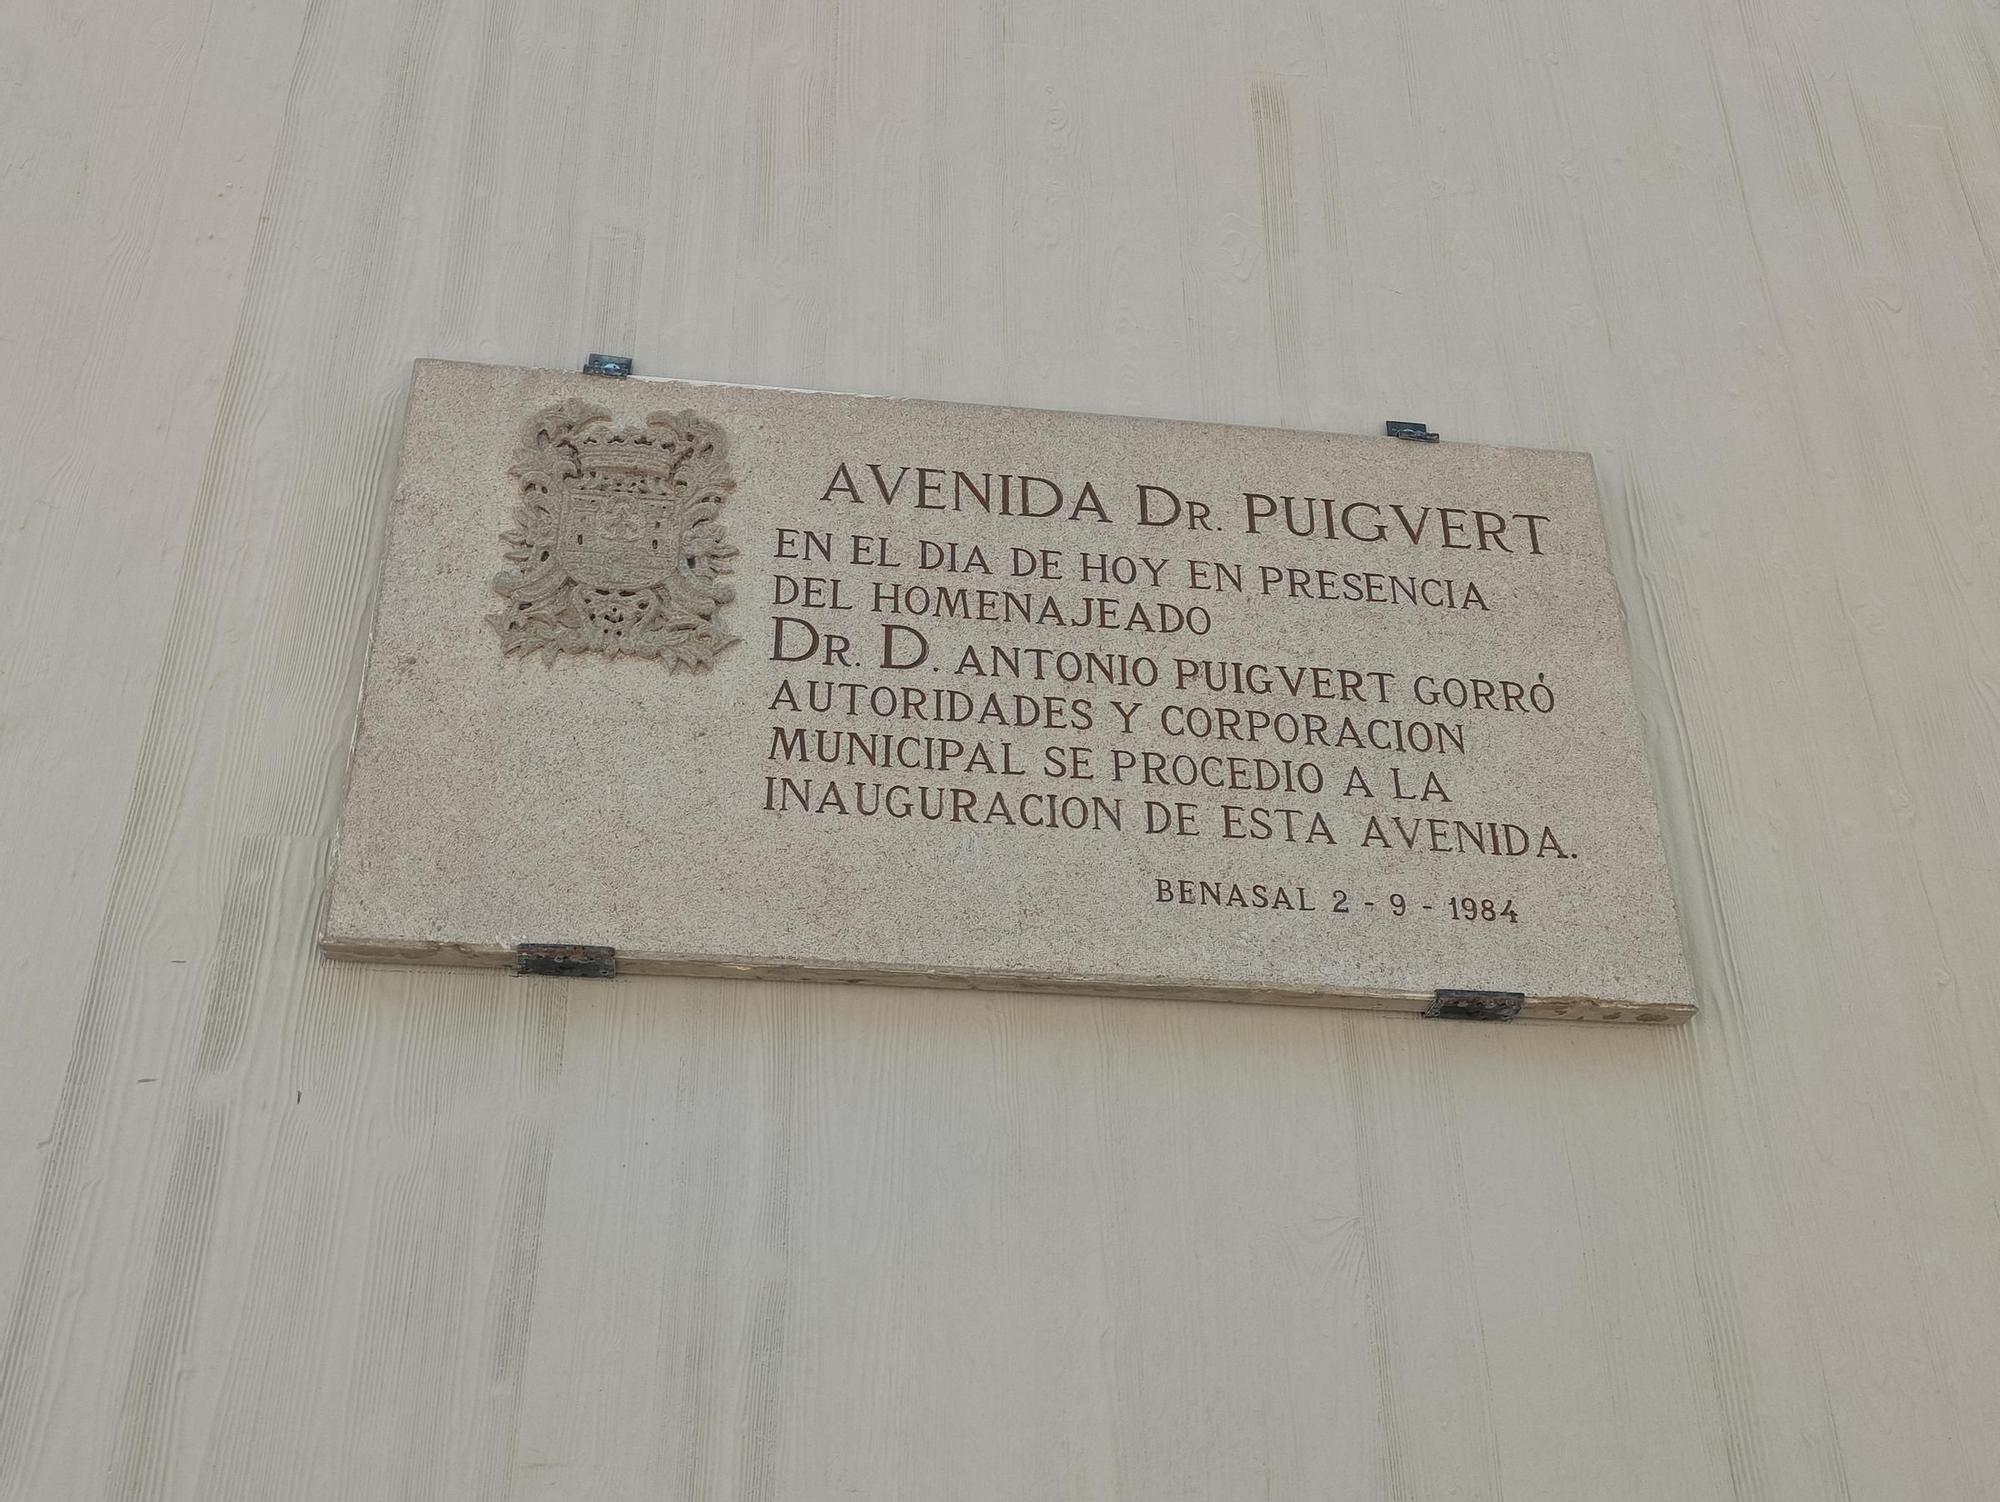 AVENIDA DR. PUIGVERT
EN EL DIA DE HOY EN PRESENCIA
DEL HOMENAJEADO
DR. D. ANTONIO PUIGVERT GORRÓ
AUTORIDADES Y CORPORACION
MUNICIPAL SE PROCEDIO A LA
INAUGURACION DE ESTA AVENIDA.
BENASAL 2 - 9 - 1984